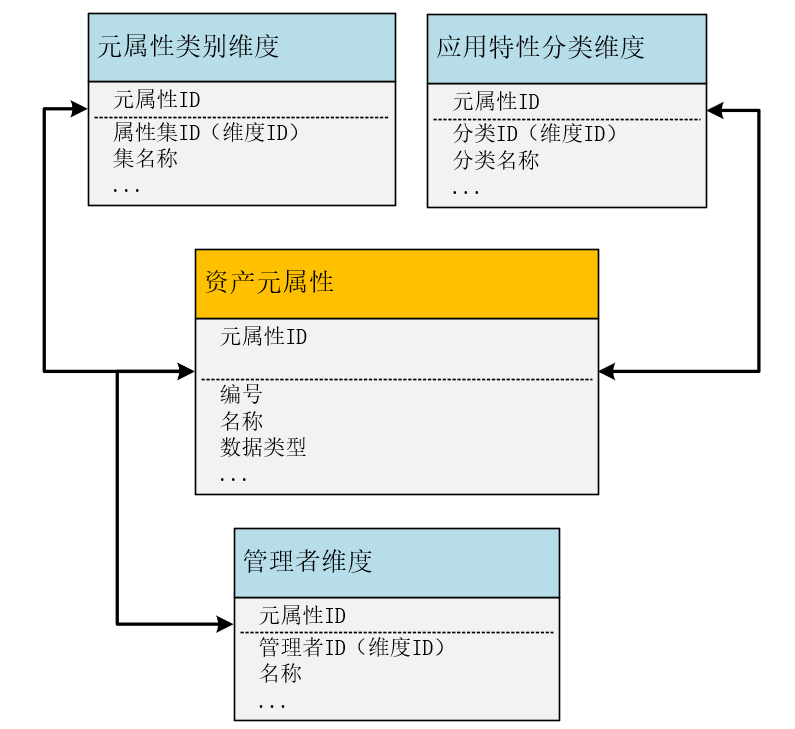 元属性类别维度
元属性ID
属性集ID（维度ID）
集名称
...
应用特性分类维度
元属性ID
分类ID（维度ID）
分类名称
...
资产元属性
元属性ID
编号
名称
数据类型
...
管理者维度
元属性ID
管理者ID（维度ID）
名称
...